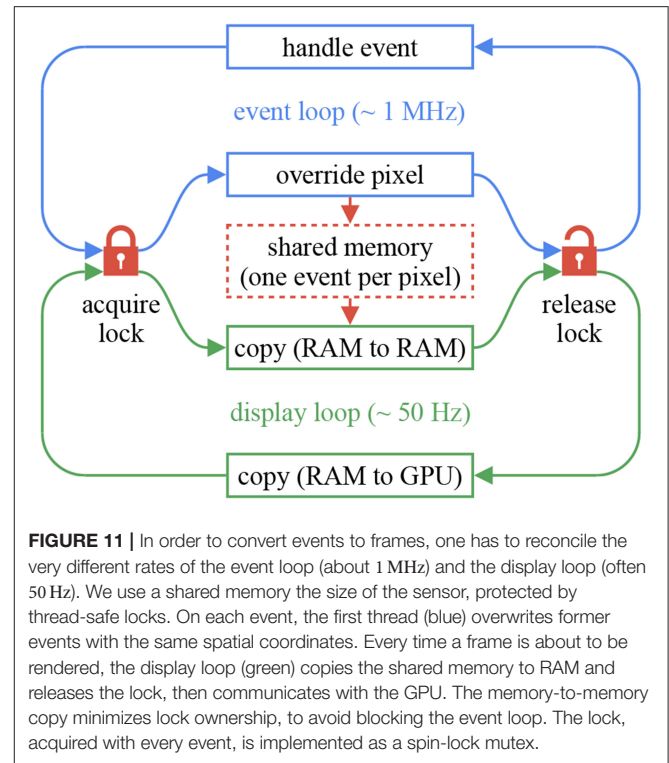 handle event
event loop (~ 1 MHz)
override pixel
shared memory
(one event per pixel)
acquire
lock
release
lock
copy (RAM to RAM)
display loop (~ 50 Hz)
copy (RAM to GPU)
FIGURE 11 | In order to convert events to frames, one has to reconcile the
very different rates of the event loop (about 1 MHz) and the display loop (often
50 Hz). We use a shared memory the size of the sensor, protected by
thread-safe locks. On each event, the first thread (blue) overwrites former
events with the same spatial coordinates. Every time a frame is about to be
rendered, the display loop (green) copies the shared memory to RAM and
releases the lock, then communicates with the GPU. The memory-to-memory
copy minimizes lock ownership, to avoid blocking the event loop. The lock,
acquired with every event, is implemented as a spin-lock mutex.